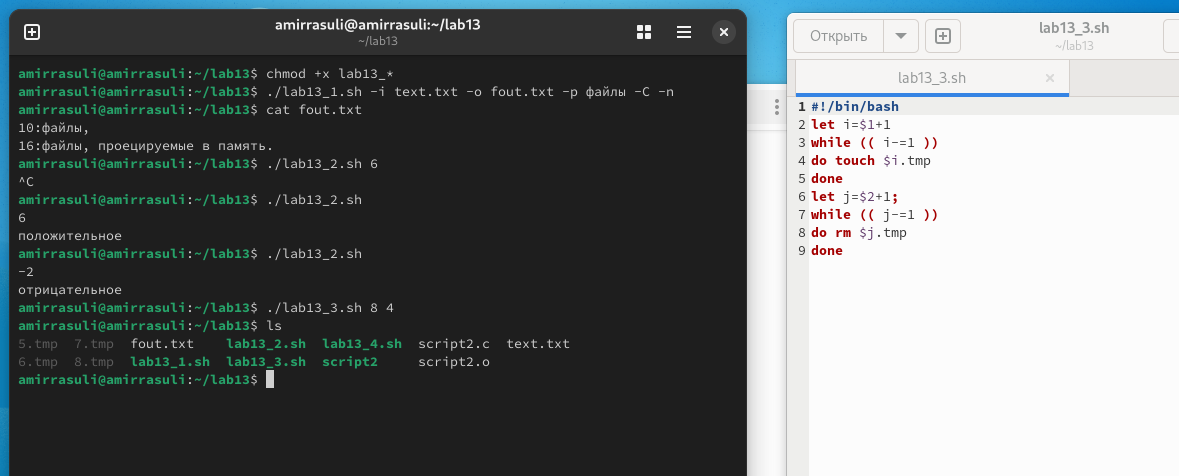 amirrasuli@amirrasuli:~/lab13
~/lab13
amirrasuli@amirrasuli:~/lab13$ chmod +x lab13_*
amirrasuli@amirrasuli:~/lab13$ ./lab13_1.sh -i text.txt -o fout.txt -p файлы -C -n
amirrasuli@amirrasuli:~/lab13$ cat fout.txt
10:файлы,
16:файлы, проецируемые в память.
amirrasuli@amirrasuli:~/lab13$ ./lab13_2.sh 6
^C
amirrasuli@amirrasuli:~/lab13$ ./lab13_2.sh
6
положительное
amirrasuli@amirrasuli:~/lab13$ ./lab13_2.sh
-2
отрицательное
amirrasuli@amirrasuli:~/lab13$ ./lab13_3.sh 8 4
amirrasuli@amirrasuli:~/lab13$ ls
5.tmp  7.tmp  fout.txt    lab13_2.sh  lab13_4.sh  script2.c  text.txt
6.tmp  8.tmp  lab13_1.sh  lab13_3.sh  script2     script2.o
amirrasuli@amirrasuli:~/lab13$
Открыть
lab13_3.sh
~/lab13
lab13_3.sh
1 #!/bin/bash
2 let i=$1+1
3 while (( i-=1 ))
4 do touch $i.tmp
5 done
6 let j=$2+1;
7 while (( j-=1 ))
8 do rm $j.tmp
9 done